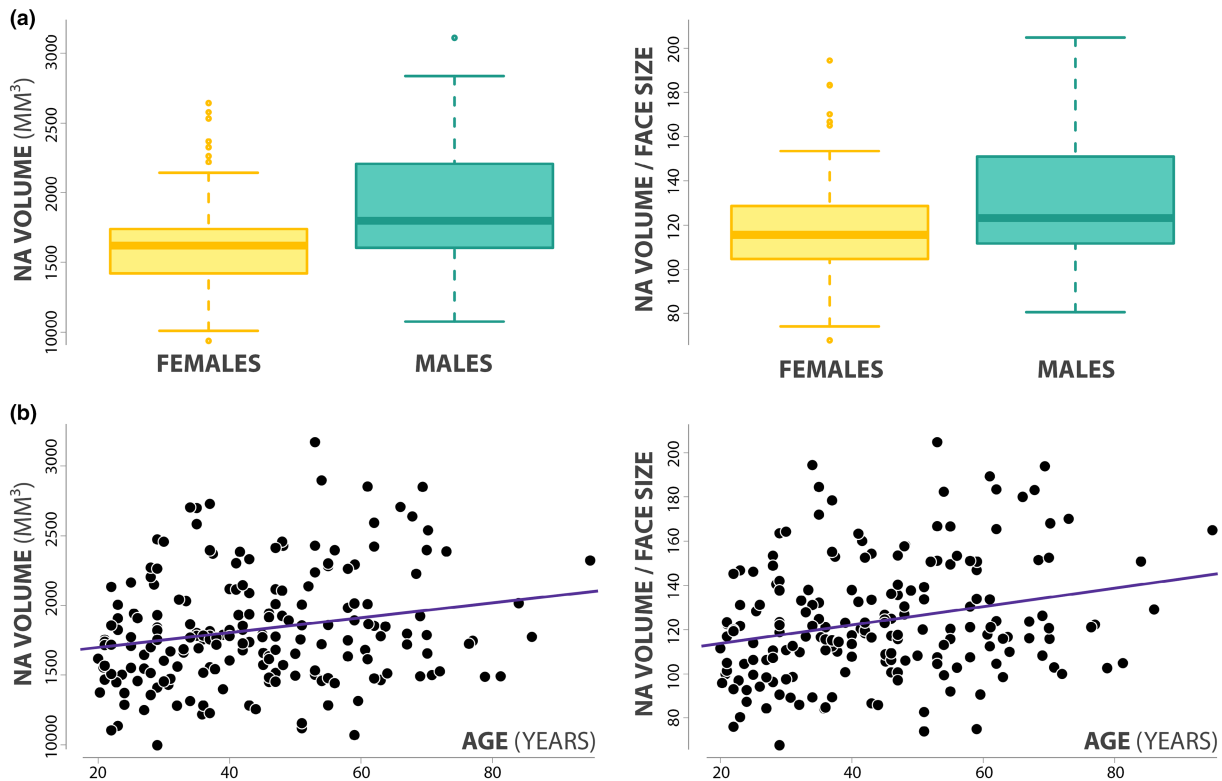 (a)
NA VOLUME (MM³)
3000
2500
2000
1500
10000
FEMALES
MALES
NA VOLUME / FACE SIZE
200
180
160
140
120
100
80
FEMALES
MALES
(b)
NA VOLUME (MM³)
3000
2500
2000
1500
10000
20
40
60
80
AGE (YEARS)
NA VOLUME / FACE SIZE
200
180
160
140
120
100
80
20
40
60
80
AGE (YEARS)